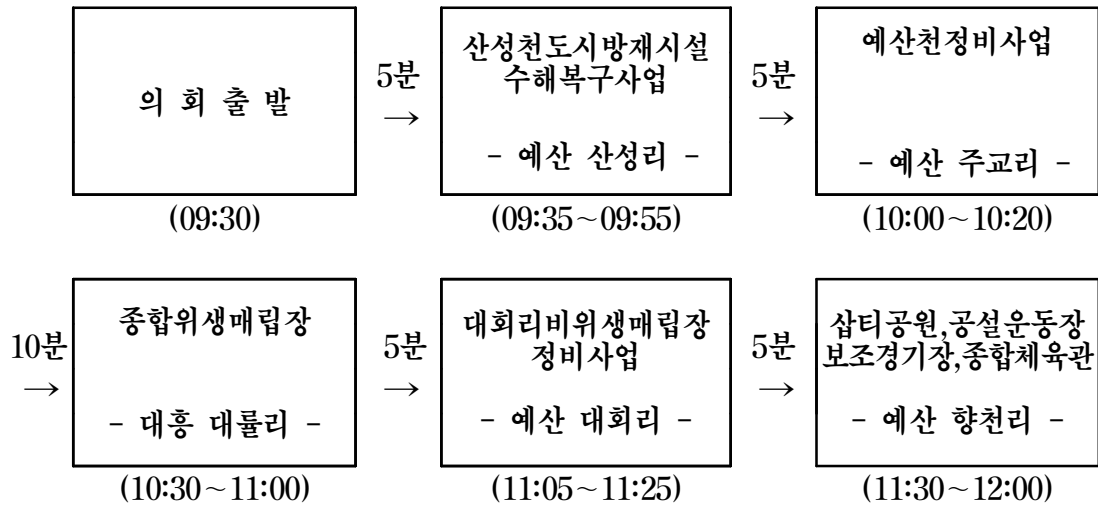 의 회 출 발
(09:30)
5분
→
산성천도시방재시설
수해복구사업
- 예산 산성리 -
(09:35~09:55)
5분
→
예산천정비사업
- 예산 주교리 -
(10:00~10:20)
10분
→
종합위생매립장
- 대흥 대률리 -
(10:30~11:00)
5분
→
대회리비위생매립장
정비사업
- 예산 대회리 -
(11:05~11:25)
5분
→
삽티공원,공설운동장
보조경기장,종합체육관
- 예산 향천리 -
(11:30~12:00)